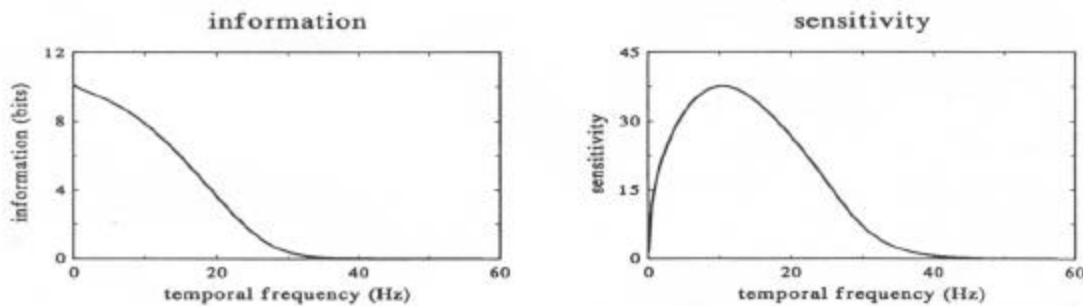 information
12
8
4
0
information (bits)
0
20
40
60
temporal frequency (Hz)
sensitivity
45
30
15
0
sensitivity
0
20
40
60
temporal frequency (Hz)